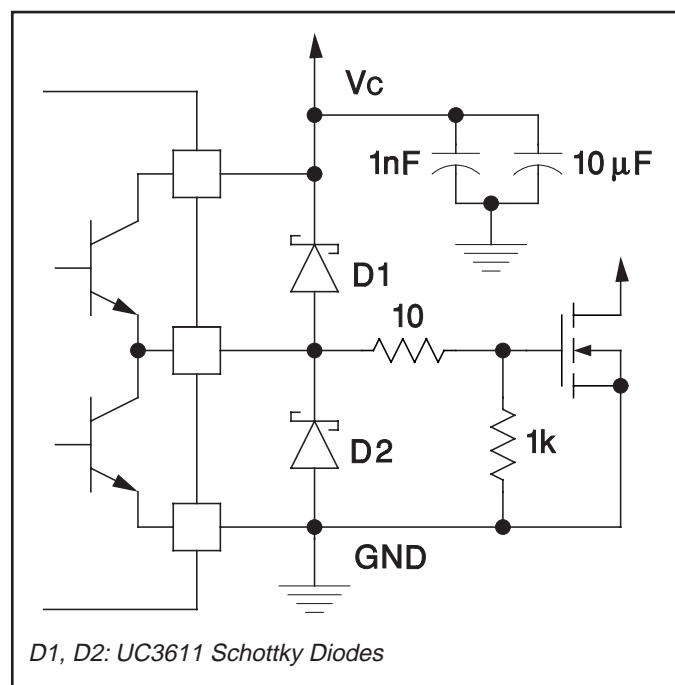 Vc
1nF
10 µF
D1
10
D2
1k
GND
D1, D2: UC3611 Schottky Diodes